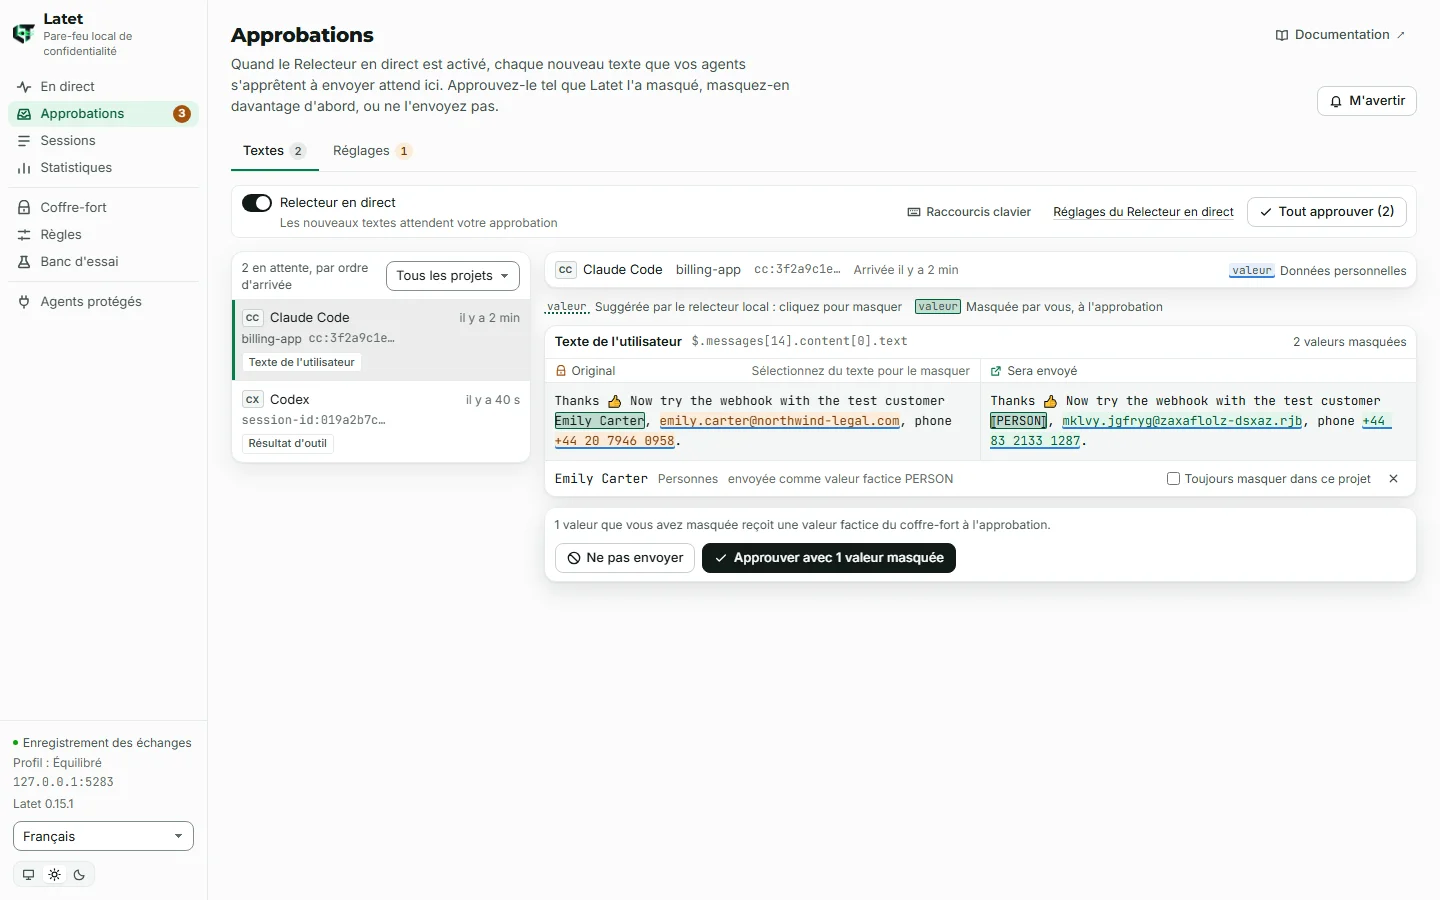 Latet
Pare-feu local de
confidentialité
En direct
Approbations 3
Sessions
Statistiques
Coffre-fort
Règles
Banc d'essai
Agents protégés
Enregistrement des échanges
Profil : Équilibré
127.0.0.1:5283
Latet 0.15.1
Français
Approbations
Documentation ↗
Quand le Relecteur en direct est activé, chaque nouveau texte que vos agents
s'apprêtent à envoyer attend ici. Approuvez-le tel que Latet l'a masqué, masquez-en
davantage d'abord, ou ne l'envoyez pas.
M'avertir
Textes 2 Réglages 1
Relecteur en direct
Les nouveaux textes attendent votre approbation
Raccourcis clavier Réglages du Relecteur en direct Tout approuver (2)
2 en attente, par ordre
d'arrivée
Tous les projets
CC Claude Code il y a 2 min
billing-app cc:3f2a9c1e…
Texte de l'utilisateur
CX Codex il y a 40 s
session-id:019a2b7c…
Résultat d'outil
CC Claude Code billing-app cc:3f2a9c1e… Arrivée il y a 2 min valeur Données personnelles
valeur Suggérée par le relecteur local : cliquez pour masquer valeur Masquée par vous, à l'approbation
Texte de l'utilisateur $.messages[14].content[0].text 2 valeurs masquées
Original Sélectionnez du texte pour le masquer
Thanks 👍 Now try the webhook with the test customer
Emily Carter, emily.carter@northwind-legal.com, phone
+44 20 7946 0958.
Sera envoyé
Thanks 👍 Now try the webhook with the test customer
[PERSON], mklvy.jgfryg@zaxaflolz-dsxaz.rjb, phone +44
83 2133 1287.
Emily Carter Personnes envoyée comme valeur factice PERSON Toujours masquer dans ce projet
1 valeur que vous avez masquée reçoit une valeur factice du coffre-fort à l'approbation.
Ne pas envoyer Approuver avec 1 valeur masquée